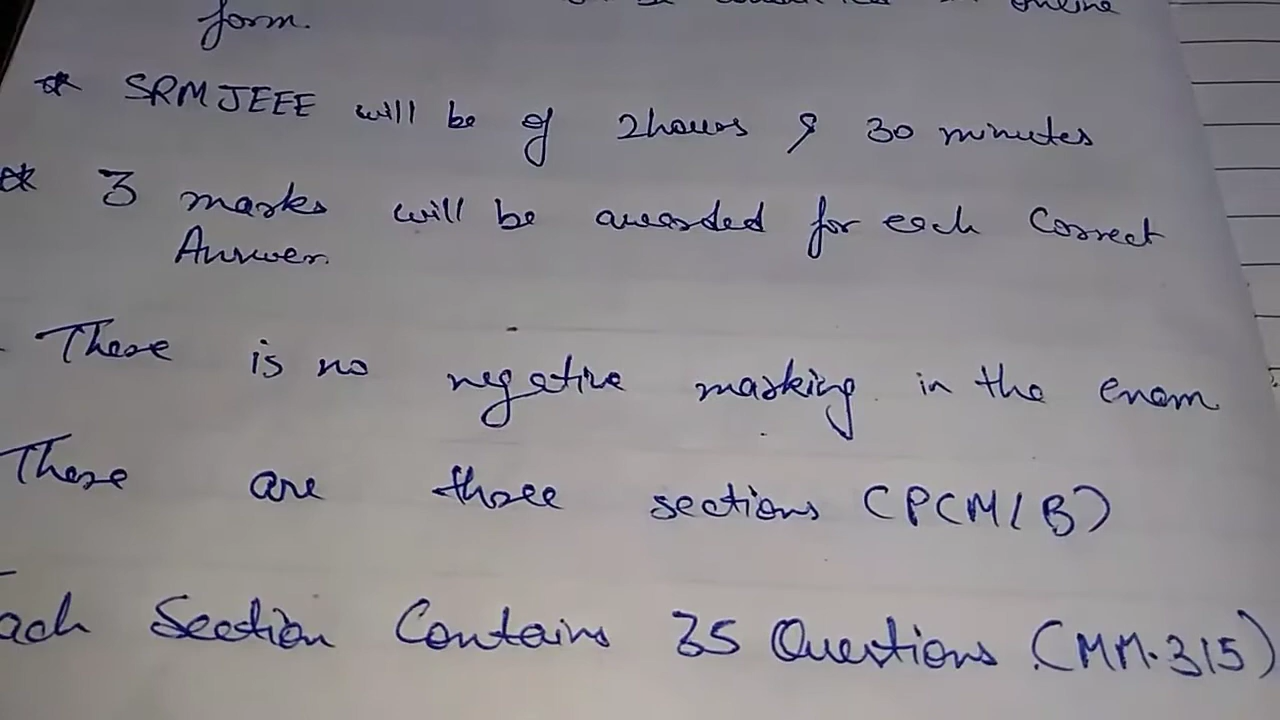 online
form.
* SRMJEEE will be of 2hours & 30 minutes
* 3 marks will be awarded for each Correct
Answer.
There is no negative marking in the exam
There are three sections (PCM/B)
ach Section Contains 35 Questions (MM.315)